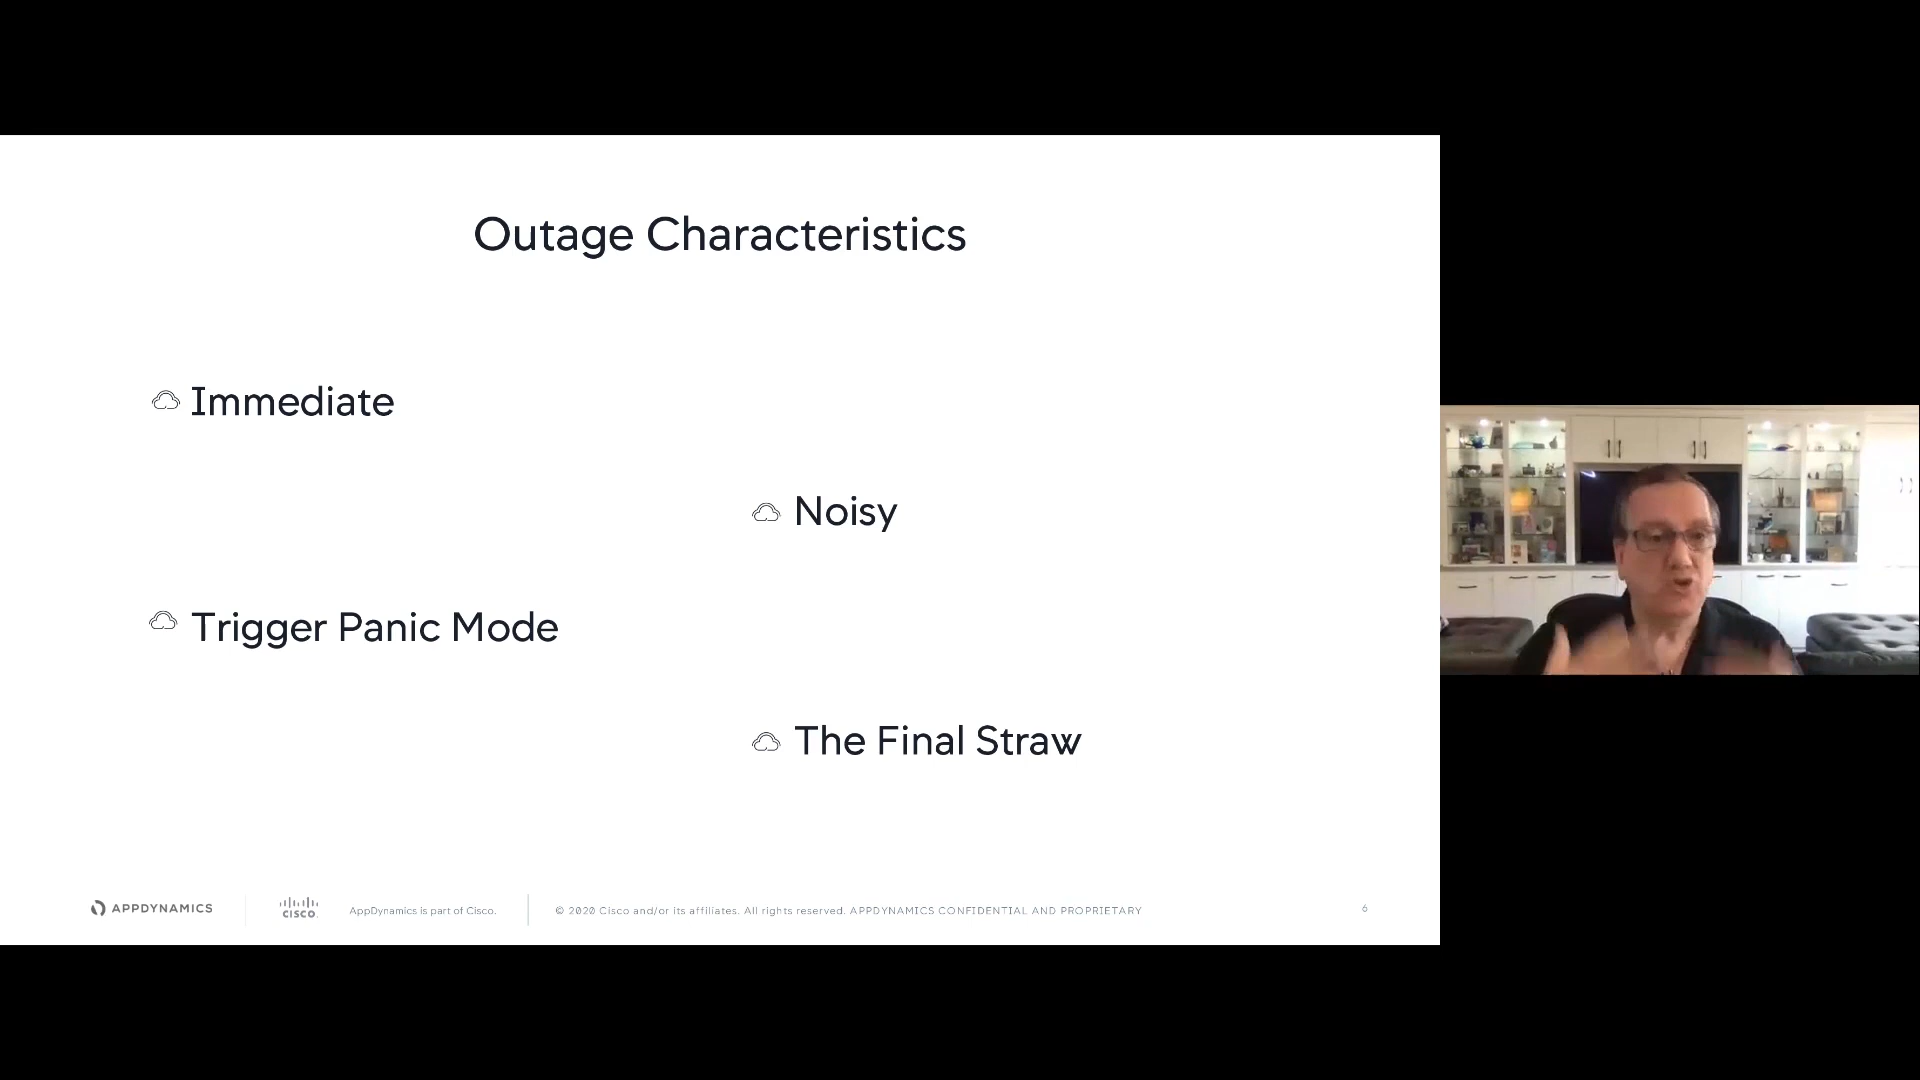 Outage Characteristics
Immediate
Noisy
Trigger Panic Mode
The Final Straw
APPDYNAMICS
CISCO
AppDynamics is part of Cisco.
© 2020 Cisco and/or its affiliates. All rights reserved. APPDYNAMICS CONFIDENTIAL AND PROPRIETARY
6